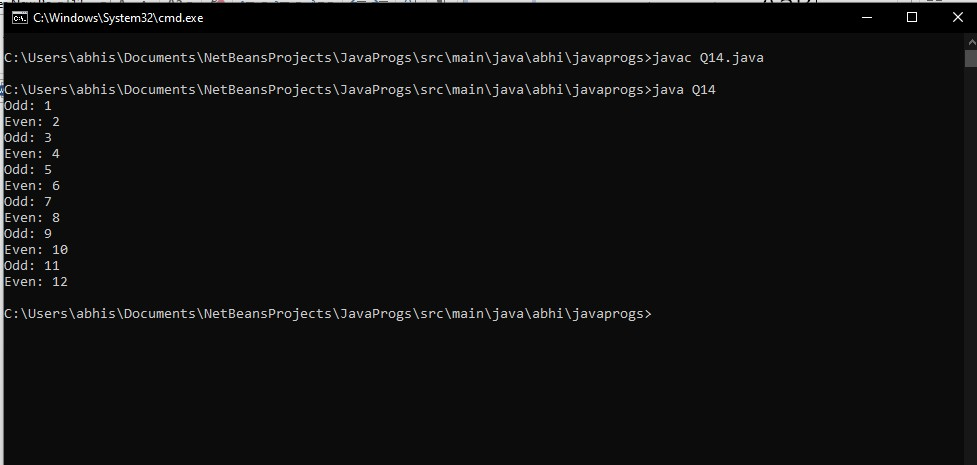 C:\Windows\System32\cmd.exe
C:\Users\abhis\Documents\NetBeansProjects\JavaProgs\src\main\java\abhi\javaprogs>javac Q14.java
C:\Users\abhis\Documents\NetBeansProjects\JavaProgs\src\main\java\abhi\javaprogs>java Q14
Odd: 1
Even: 2
Odd: 3
Even: 4
Odd: 5
Even: 6
Odd: 7
Even: 8
Odd: 9
Even: 10
Odd: 11
Even: 12
C:\Users\abhis\Documents\NetBeansProjects\JavaProgs\src\main\java\abhi\javaprogs>